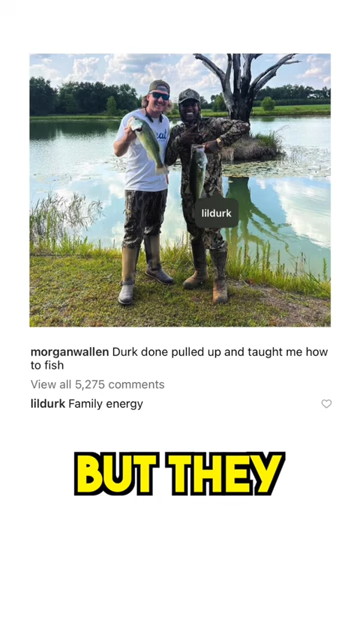 lildurk
morganwallen Durk done pulled up and taught me how
to fish
View all 5,275 comments
lildurk Family energy
BUT THEY